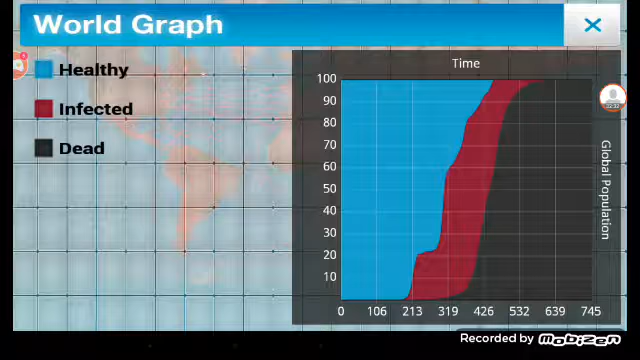 World Graph
Healthy
Infected
Dead
Time
100
90
80
70
60
50
40
30
20
10
0 106 213 319 426 532 639 745
Global Population
Recorded by Mobizen